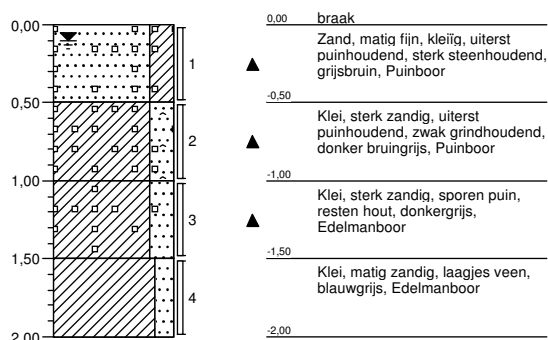 0,00
0,50
1,00
1,50
2,00
1
2
3
4
0,00
braak
Zand, matig fijn, kleiïg, uiterst
puinhoudend, sterk steenhoudend,
grijsbruin, Puinboor
-0,50
Klei, sterk zandig, uiterst
puinhoudend, zwak grindhoudend,
donker bruingrijs, Puinboor
-1,00
Klei, sterk zandig, sporen puin,
resten hout, donkergrijs,
Edelmanboor
-1,50
Klei, matig zandig, laagjes veen,
blauwgrijs, Edelmanboor
-2,00